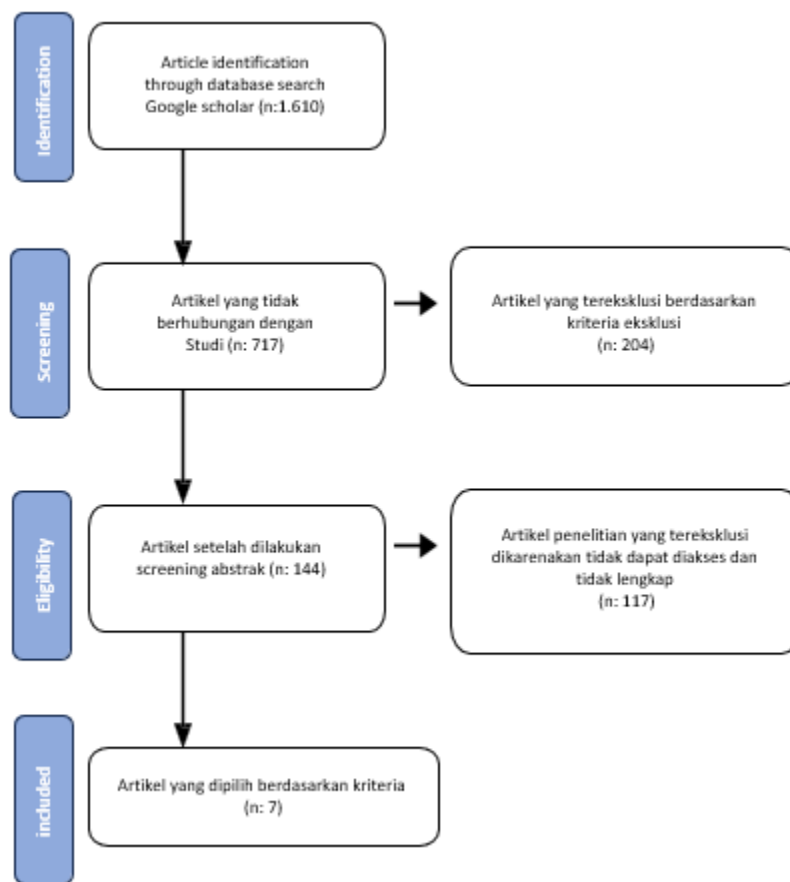 Identification
Article identification
through database search
Google scholar (n:1.610)
Screening
Artikel yang tidak
berhubungan dengan
Studi (n: 717)
Artikel yang tereksklusi berdasarkan
kriteria eksklusi
(n: 204)
Eligibility
Artikel setelah dilakukan
screening abstrak (n: 144)
Artikel penelitian yang tereksklusi
dikarenakan tidak dapat diakses dan
tidak lengkap
(n: 117)
included
Artikel yang dipilih berdasarkan kriteria
(n: 7)